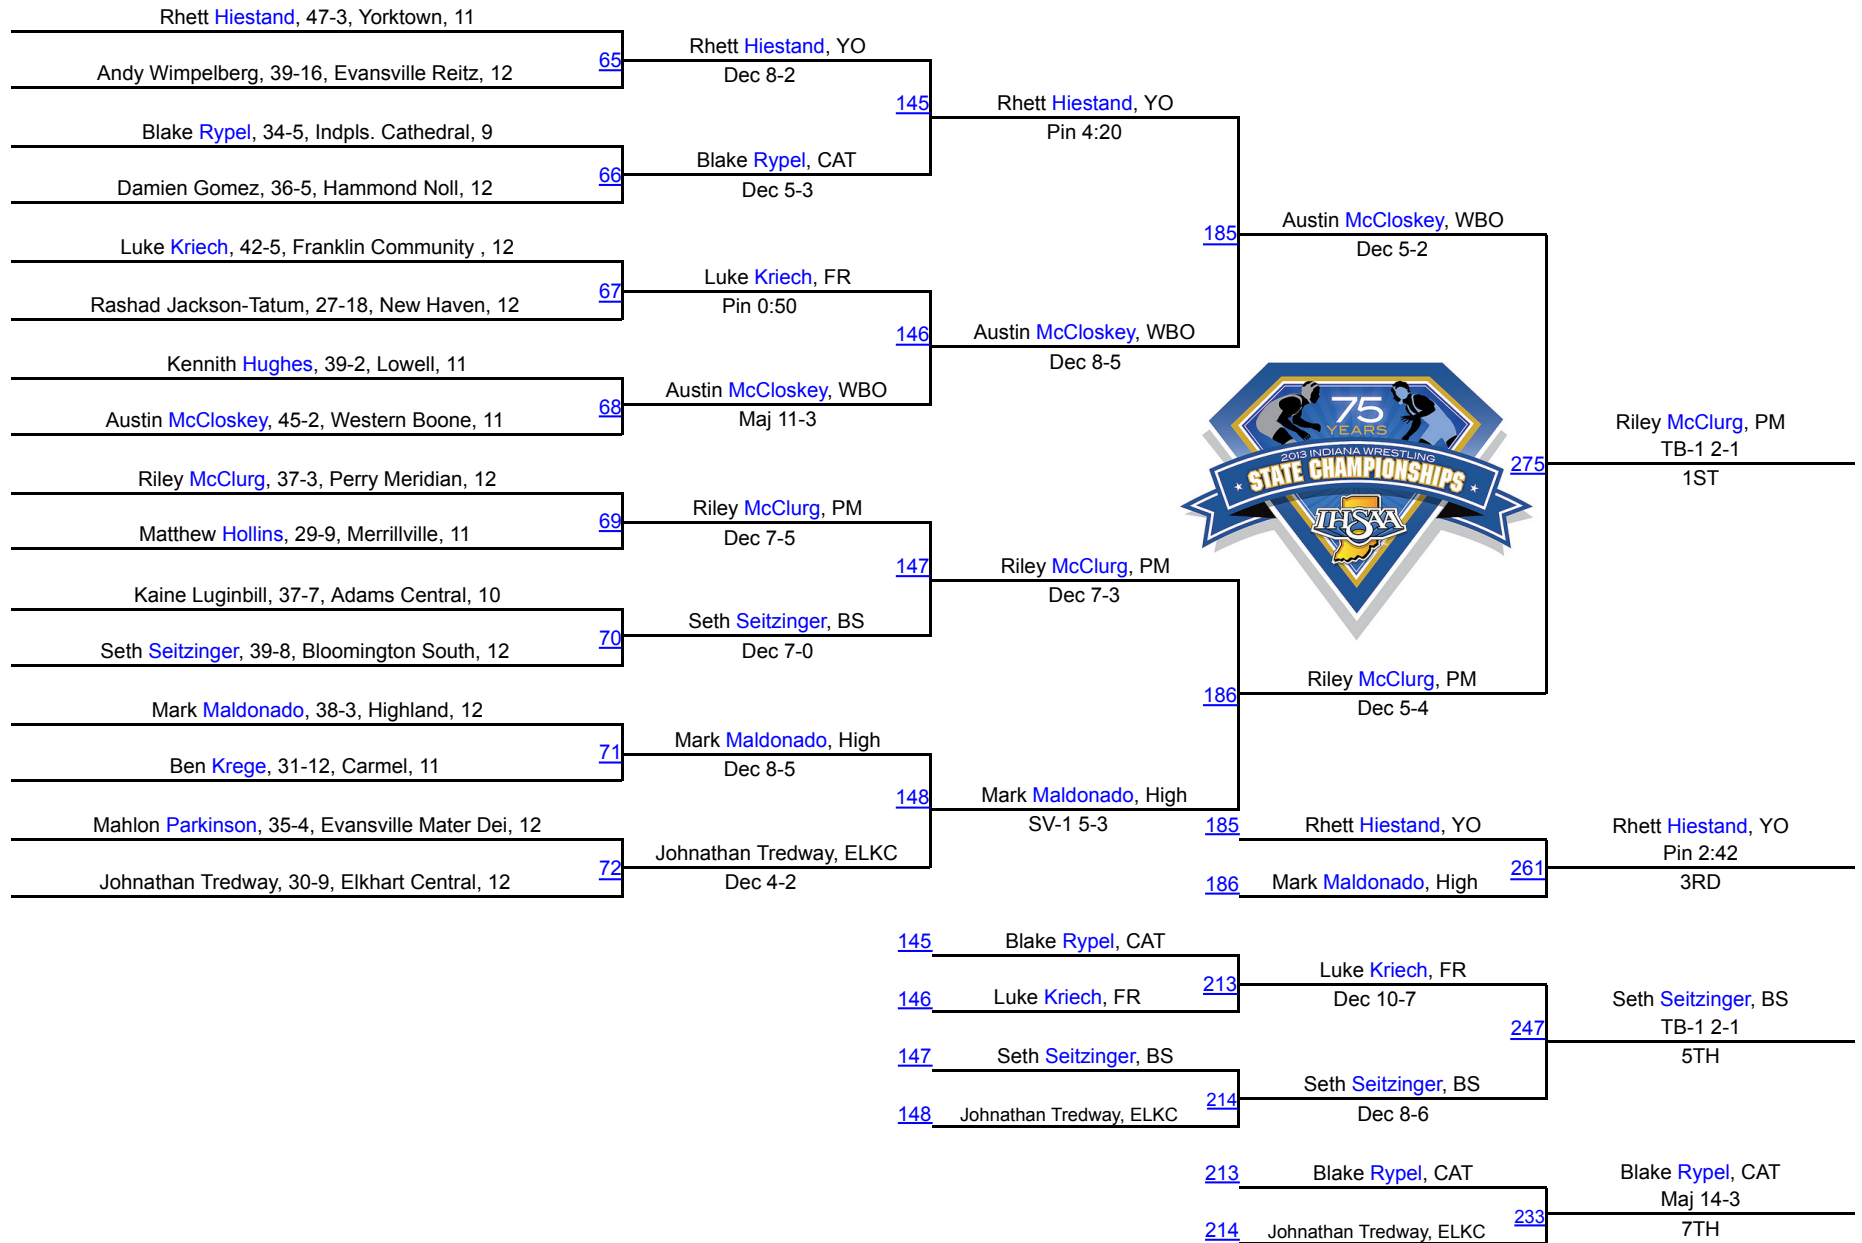 Rhett Hiestand, 47-3, Yorktown, 11
Andy Wimpelberg, 39-16, Evansville Reitz, 12
65
Blake Rypel, 34-5, Indpls. Cathedral, 9
Damien Gomez, 36-5, Hammond Noll, 12
66
Luke Kriech, 42-5, Franklin Community , 12
Rashad Jackson-Tatum, 27-18, New Haven, 12
67
Kennith Hughes, 39-2, Lowell, 11
Austin McCloskey, 45-2, Western Boone, 11
68
Riley McClurg, 37-3, Perry Meridian, 12
Matthew Hollins, 29-9, Merrillville, 11
69
Kaine Luginbill, 37-7, Adams Central, 10
Seth Seitzinger, 39-8, Bloomington South, 12
70
Mark Maldonado, 38-3, Highland, 12
Ben Krege, 31-12, Carmel, 11
71
Mahlon Parkinson, 35-4, Evansville Mater Dei, 12
Johnathan Tredway, 30-9, Elkhart Central, 12
72
Rhett Hiestand, YO
Dec 8-2
145
Blake Rypel, CAT
Dec 5-3
Luke Kriech, FR
Pin 0:50
146
Austin McCloskey, WBO
Maj 11-3
Riley McClurg, PM
Dec 7-5
147
Seth Seitzinger, BS
Dec 7-0
Mark Maldonado, High
Dec 8-5
148
Johnathan Tredway, ELKC
Dec 4-2
Rhett Hiestand, YO
Pin 4:20
185
Austin McCloskey, WBO
Dec 8-5
Riley McClurg, PM
Dec 7-3
186
Mark Maldonado, High
SV-1 5-3
Austin McCloskey, WBO
Dec 5-2
75
YEARS
2013 INDIANA WRESTLING
STATE CHAMPIONSHIPS
IHSAA
275
Riley McClurg, PM
Dec 5-4
Riley McClurg, PM
TB-1 2-1
1ST
185
Rhett Hiestand, YO
186
Mark Maldonado, High
261
Rhett Hiestand, YO
Pin 2:42
3RD
145
Blake Rypel, CAT
146
Luke Kriech, FR
213
147
Seth Seitzinger, BS
148
Johnathan Tredway, ELKC
214
Luke Kriech, FR
Dec 10-7
247
Seth Seitzinger, BS
Dec 8-6
Seth Seitzinger, BS
TB-1 2-1
5TH
213
Blake Rypel, CAT
214
Johnathan Tredway, ELKC
233
Blake Rypel, CAT
Maj 14-3
7TH